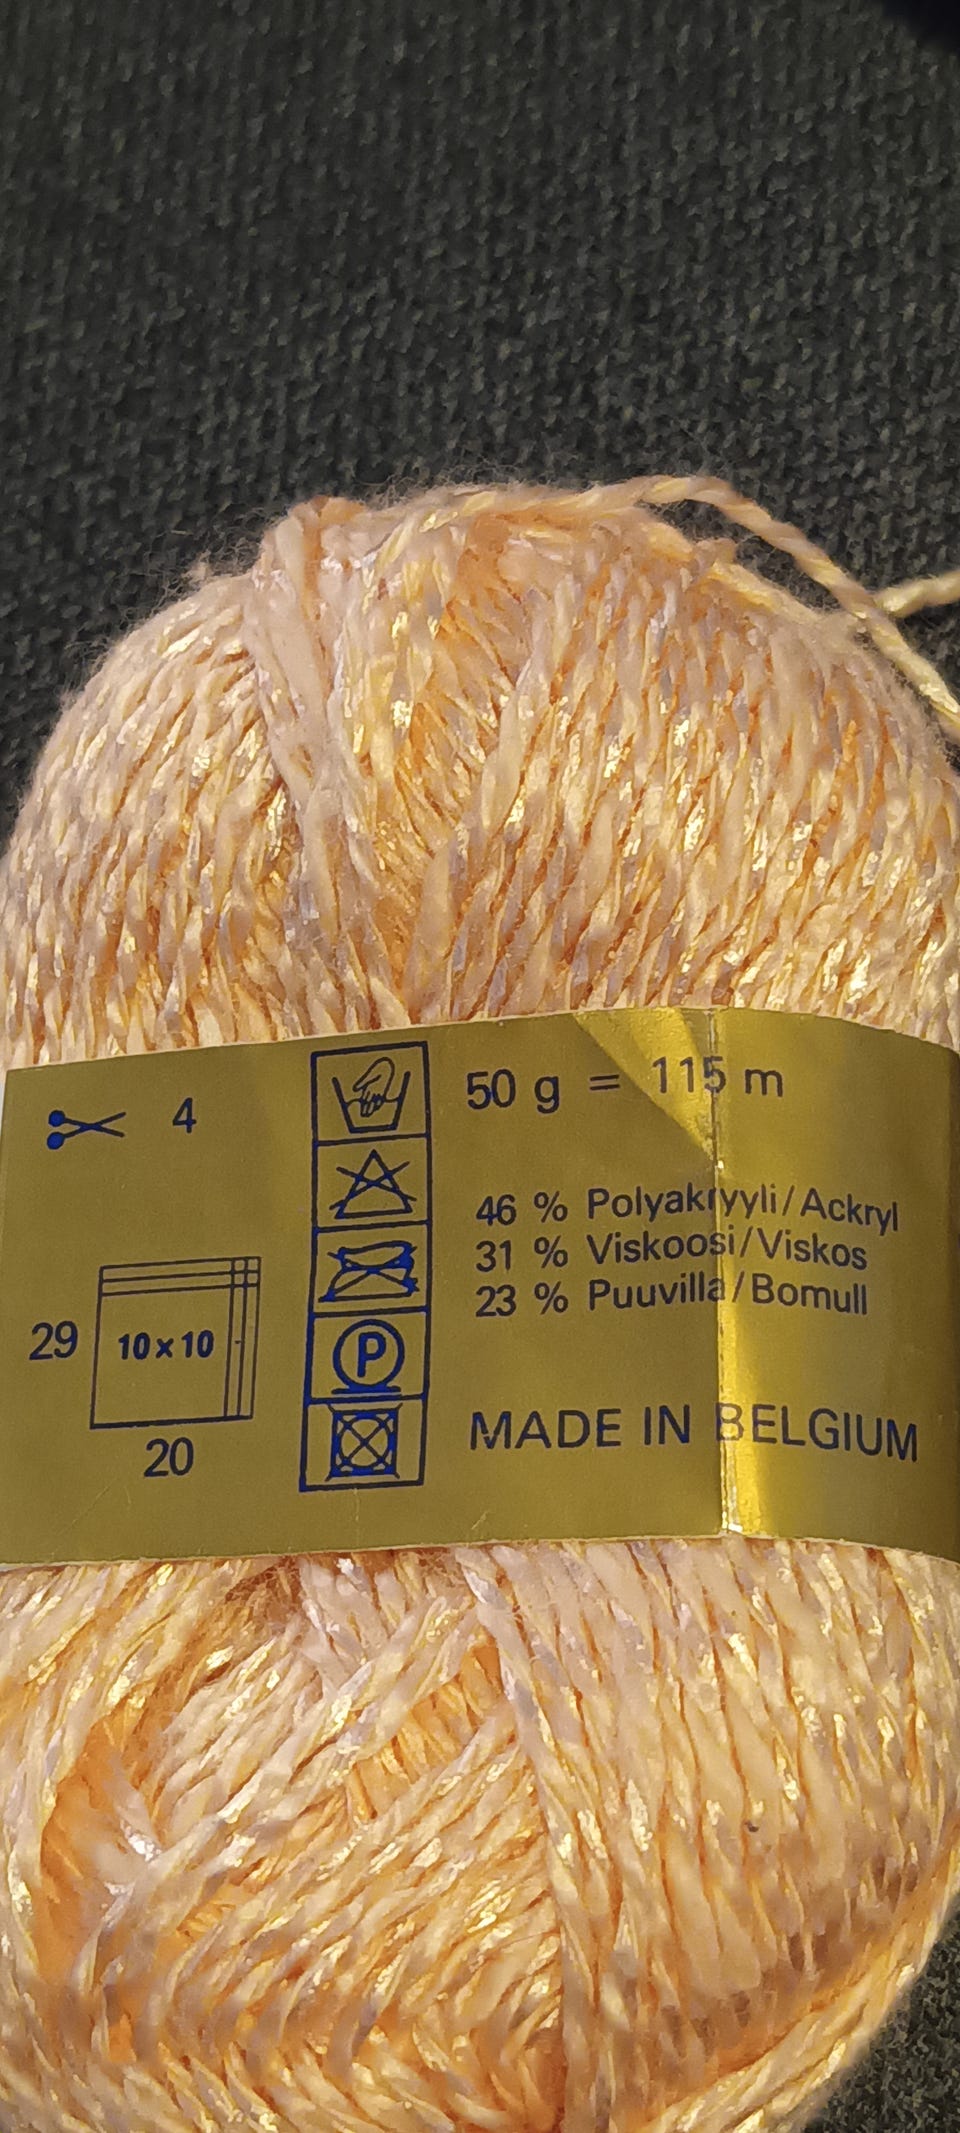 4
29
10 x 10
20
P
50 g = 115 m
46 % Polyakryyli/Ackryl
31 % Viskoosi/Viskos
23 % Puuvilla/Bomull
MADE IN BELGIUM